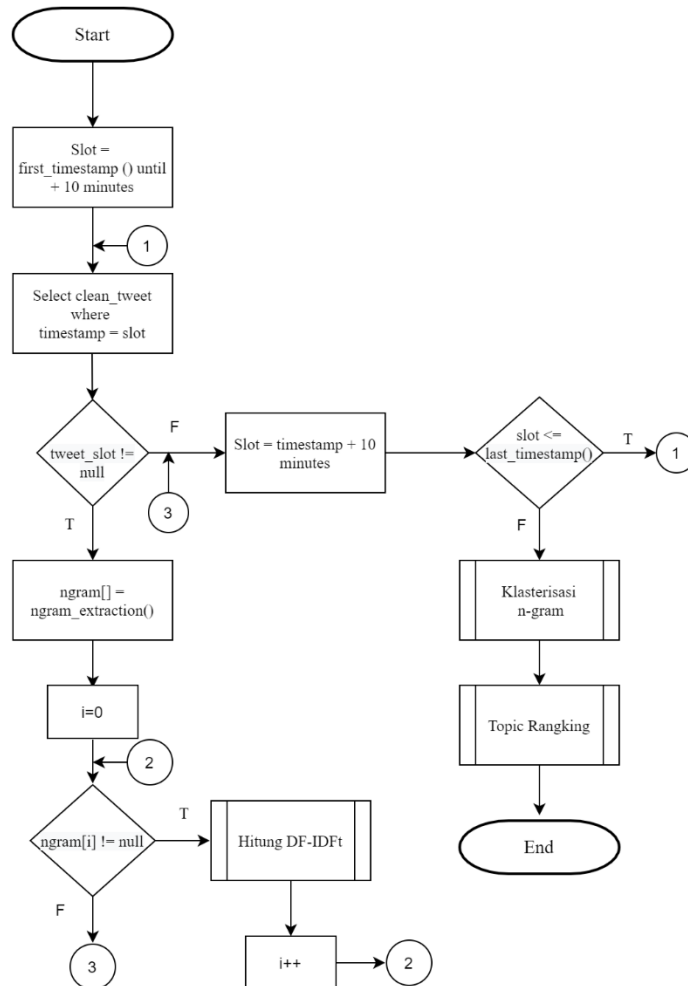 Start
Slot =
first_timestamp () until
+ 10 minutes
1
Select clean_tweet
where
timestamp = slot
tweet_slot !=
null
F
3
T
Slot = timestamp + 10
minutes
slot <=
last_timestamp()
T
1
F
ngram[] =
ngram_extraction()
Klasterisasi
n-gram
i=0
Topic Rangking
2
ngram[i] != null
T
Hitung DF-IDFt
End
F
3
i++
2